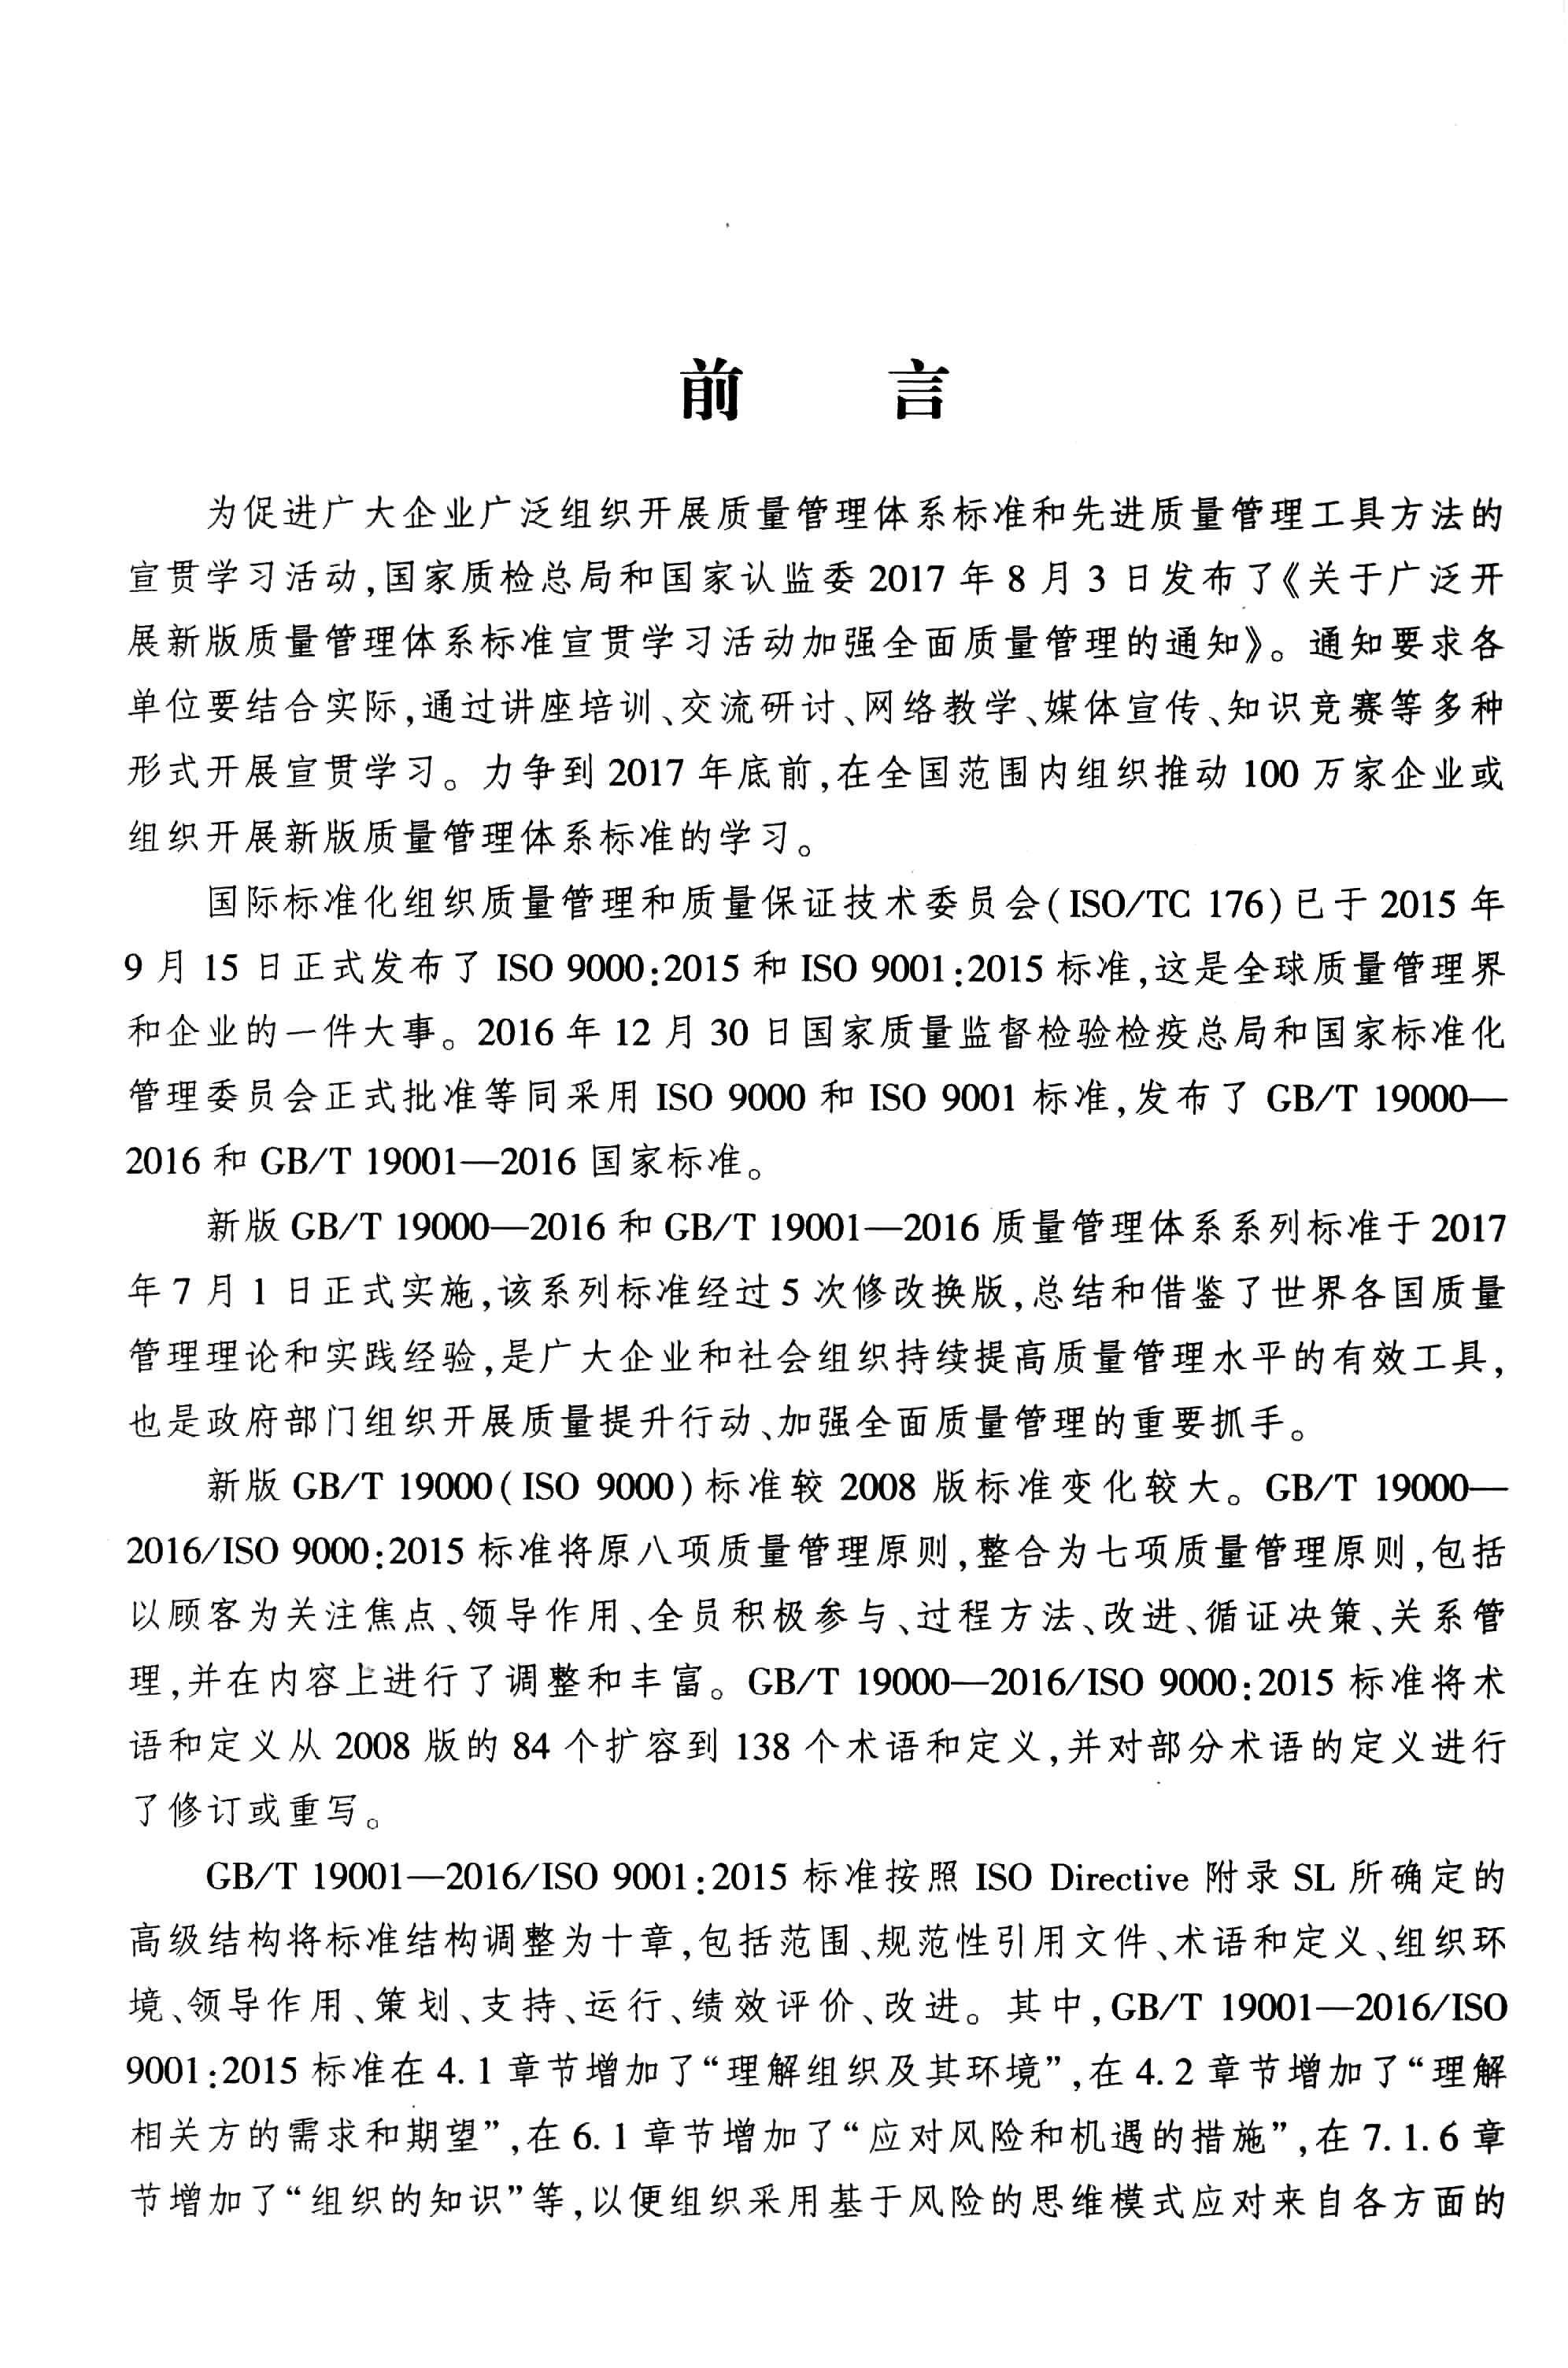 前 言
为促进广大企业广泛组织开展质量管理体系标准和先进质量管理工具方法的
宣贯学习活动,国家质检总局和国家认监委 2017 年 8 月 3 日发布了《关于广泛开
展新版质量管理体系标准宣贯学习活动加强全面质量管理的通知》。通知要求各
单位要结合实际,通过讲座培训、交流研讨、网络教学、媒体宣传、知识竞赛等多种
形式开展宣贯学习。力争到 2017 年底前,在全国范围内组织推动 100 万家企业或
组织开展新版质量管理体系标准的学习。
国际标准化组织质量管理和质量保证技术委员会(ISO/TC 176)已于 2015 年
9 月 15 日正式发布了 ISO 9000:2015 和 ISO 9001:2015 标准,这是全球质量管理界
和企业的一件大事。2016 年 12 月 30 日国家质量监督检验检疫总局和国家标准化
管理委员会正式批准等同采用 ISO 9000 和 ISO 9001 标准,发布了 GB/T 19000—
2016 和 GB/T 19001—2016 国家标准。
新版 GB/T 19000—2016 和 GB/T 19001—2016 质量管理体系系列标准于 2017
年 7 月 1 日正式实施,该系列标准经过 5 次修改换版,总结和借鉴了世界各国质量
管理理论和实践经验,是广大企业和社会组织持续提高质量管理水平的有效工具,
也是政府部门组织开展质量提升行动、加强全面质量管理的重要抓手。
新版 GB/T 19000(ISO 9000)标准较 2008 版标准变化较大。GB/T 19000—
2016/ISO 9000:2015 标准将原八项质量管理原则,整合为七项质量管理原则,包括
以顾客为关注焦点、领导作用、全员积极参与、过程方法、改进、循证决策、关系管
理,并在内容上进行了调整和丰富。GB/T 19000—2016/ISO 9000:2015 标准将术
语和定义从 2008 版的 84 个扩容到 138 个术语和定义,并对部分术语的定义进行
了修订或重写。
GB/T 19001—2016/ISO 9001:2015 标准按照 ISO Directive 附录 SL 所确定的
高级结构将标准结构调整为十章,包括范围、规范性引用文件、术语和定义、组织环
境、领导作用、策划、支持、运行、绩效评价、改进。其中,GB/T 19001—2016/ISO
9001:2015 标准在 4.1 章节增加了“理解组织及其环境”,在 4.2 章节增加了“理解
相关方的需求和期望”,在 6.1 章节增加了“应对风险和机遇的措施”,在 7.1.6 章
节增加了“组织的知识”等,以便组织采用基于风险的思维模式应对来自各方面的